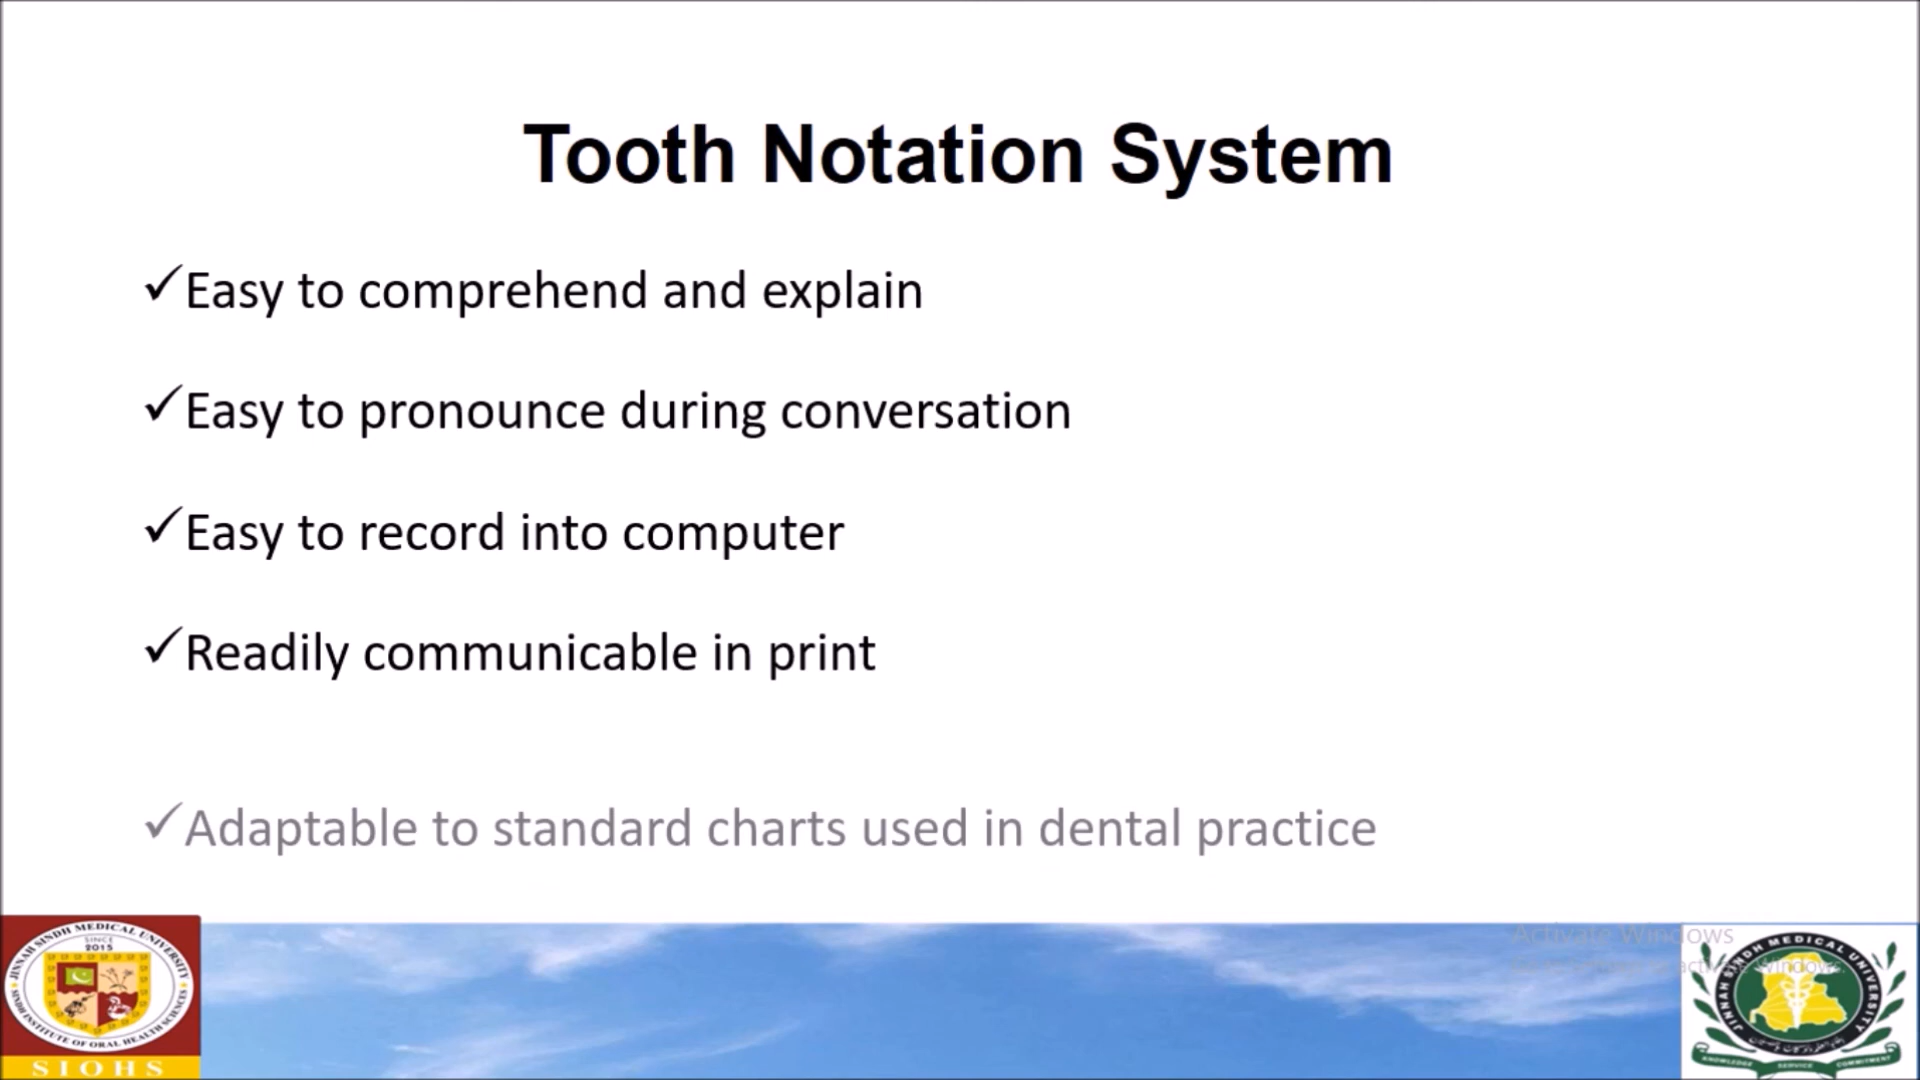 Tooth Notation System
✓Easy to comprehend and explain
✓Easy to pronounce during conversation
✓Easy to record into computer
✓Readily communicable in print
✓Adaptable to standard charts used in dental practice
JINNAH SINDH MEDICAL UNIVERSITY
SINCE
2015
SINDH INSTITUTE OF ORAL HEALTH SCIENCES
SIOHS
Activate Windows
JINNAH SINDH MEDICAL UNIVERSITY
KNOWLEDGE SERVICE COMMITMENT